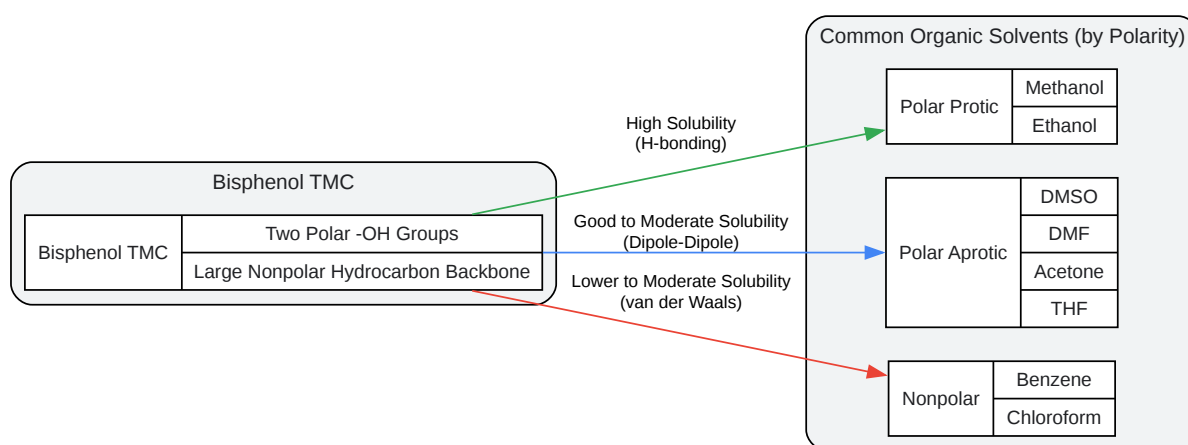 Common Organic Solvents (by Polarity)
Polar Protic
Methanol
Ethanol
High Solubility
(H-bonding)
Bisphenol TMC
Bisphenol TMC
Two Polar -OH Groups
Large Nonpolar Hydrocarbon Backbone
Good to Moderate Solubility
(Dipole-Dipole)
Polar Aprotic
DMSO
DMF
Acetone
THF
Lower to Moderate Solubility
(van der Waals)
Nonpolar
Benzene
Chloroform